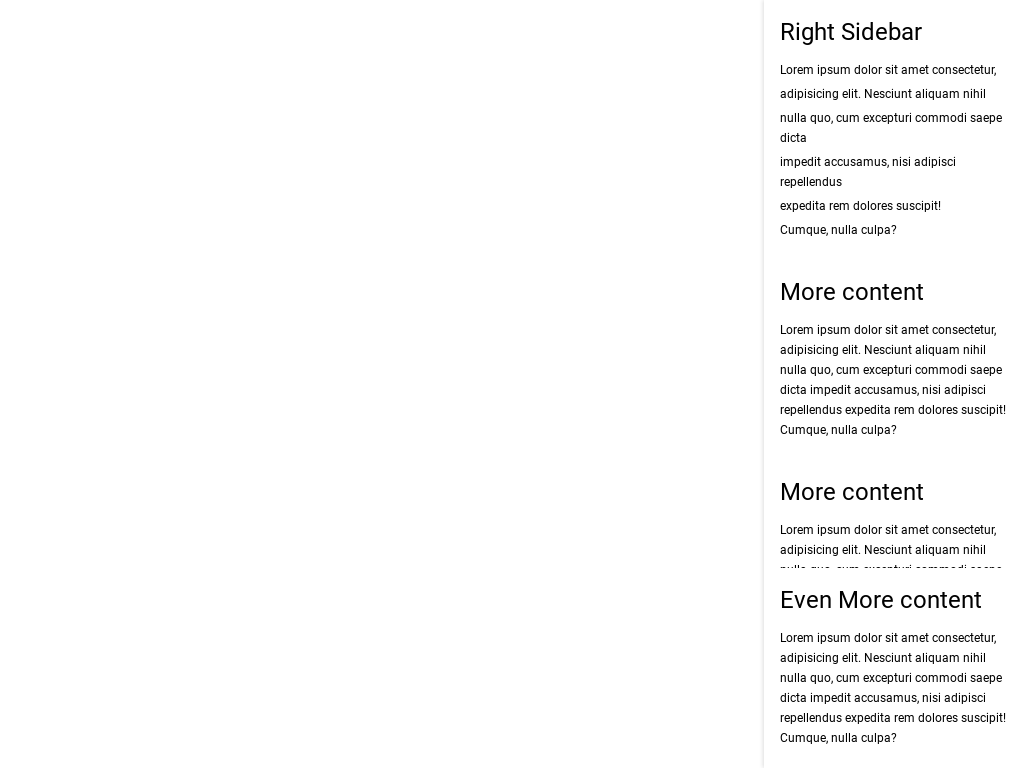 Right Sidebar
Lorem ipsum dolor sit amet consectetur,
adipisicing elit. Nesciunt aliquam nihil
nulla quo, cum excepturi commodi saepe
dicta
impedit accusamus, nisi adipisci
repellendus
expedita rem dolores suscipit!
Cumque, nulla culpa?
More content
Lorem ipsum dolor sit amet consectetur,
adipisicing elit. Nesciunt aliquam nihil
nulla quo, cum excepturi commodi saepe
dicta impedit accusamus, nisi adipisci
repellendus expedita rem dolores suscipit!
Cumque, nulla culpa?
More content
Lorem ipsum dolor sit amet consectetur,
adipisicing elit. Nesciunt aliquam nihil
Even More content
Lorem ipsum dolor sit amet consectetur,
adipisicing elit. Nesciunt aliquam nihil
nulla quo, cum excepturi commodi saepe
dicta impedit accusamus, nisi adipisci
repellendus expedita rem dolores suscipit!
Cumque, nulla culpa?